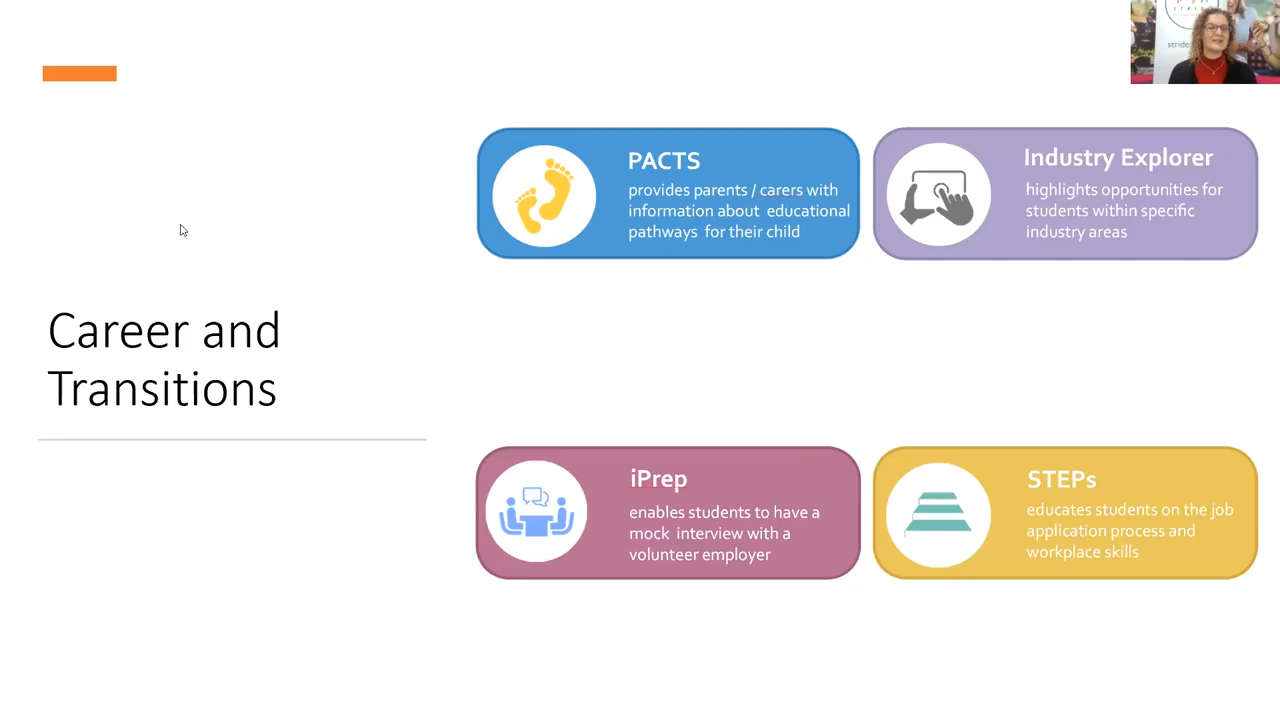 stride
Career and
Transitions
PACTS
provides parents / carers with
information about educational
pathways for their child
Industry Explorer
highlights opportunities for
students within specific
industry areas
iPrep
enables students to have a
mock interview with a
volunteer employer
STEPs
educates students on the job
application process and
workplace skills